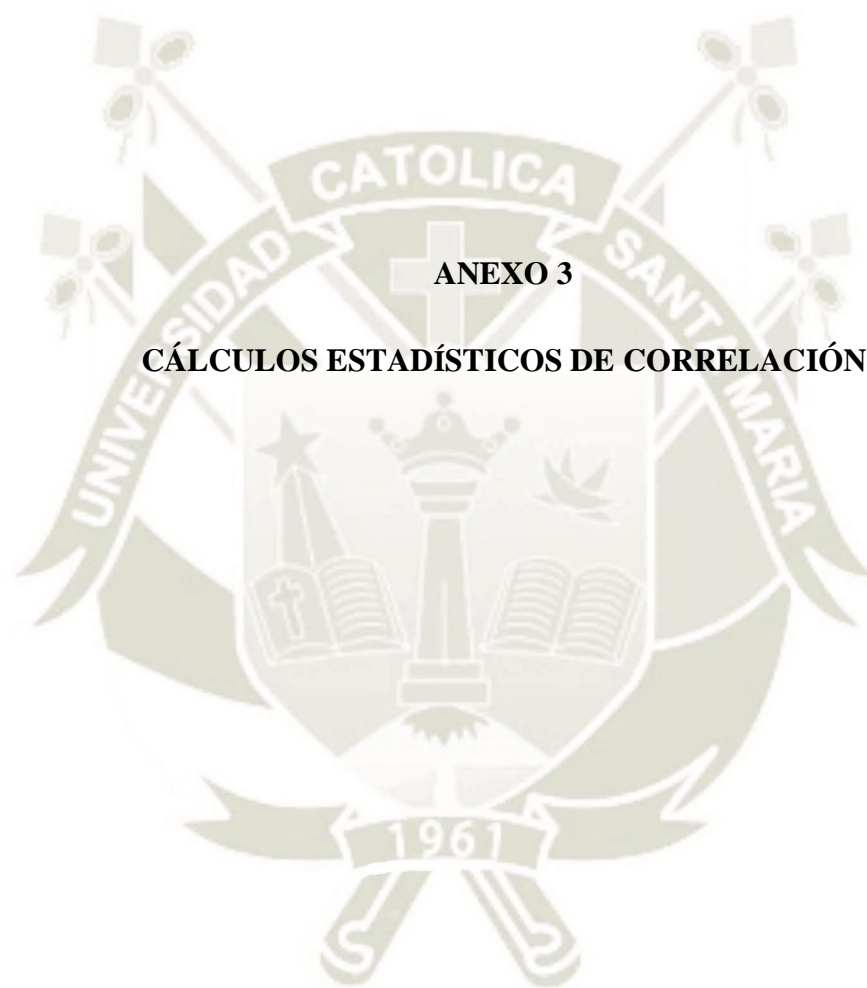 CATOLICA
UNIVERSIDAD
SANTA MARIA
ANEXO 3
CÁLCULOS ESTADÍSTICOS DE CORRELACIÓN
1961